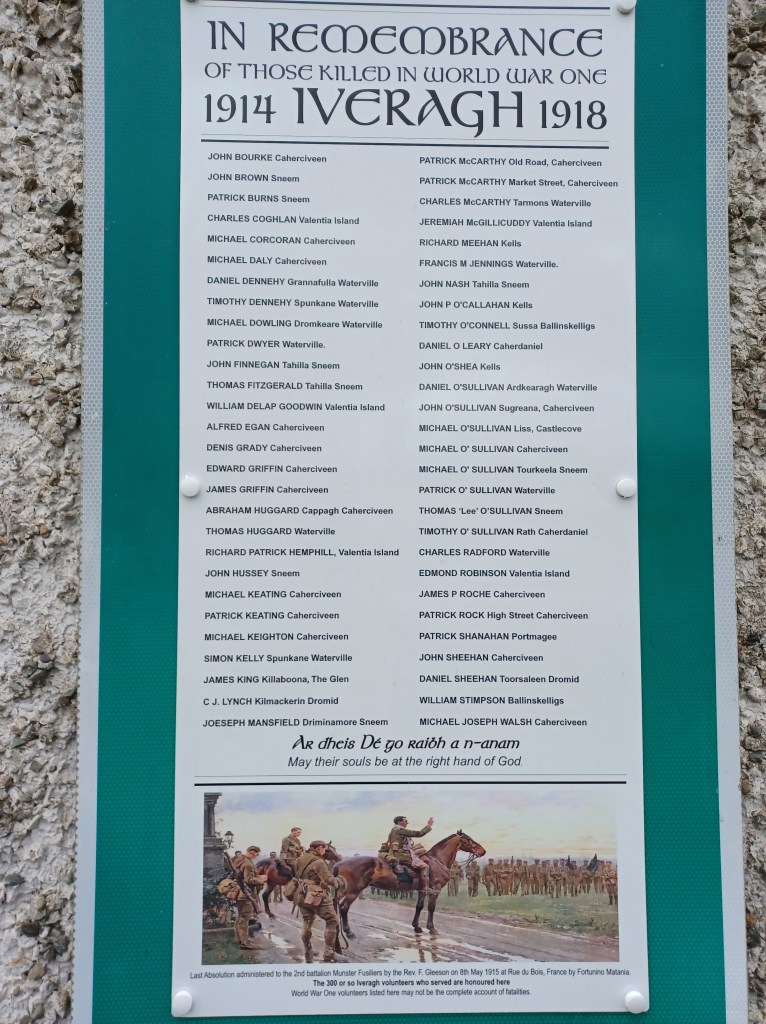 IN REMEMBRANCE
OF THOSE KILLED IN WORLD WAR ONE
1914 IVERAGH 1918
JOHN BOURKE Caherciveen
JOHN BROWN Sneem
PATRICK BURNS Sneem
CHARLES COGHLAN Valentia Island
MICHAEL CORCORAN Caherciveen
MICHAEL DALY Caherciveen
DANIEL DENNEHY Grannafulla Waterville
TIMOTHY DENNEHY Spunkane Waterville
MICHAEL DOWLING Dromkeare Waterville
PATRICK DWYER Waterville.
JOHN FINNEGAN Tahilla Sneem
THOMAS FITZGERALD Tahilla Sneem
WILLIAM DELAP GOODWIN Valentia Island
ALFRED EGAN Caherciveen
DENIS GRADY Caherciveen
EDWARD GRIFFIN Caherciveen
JAMES GRIFFIN Caherciveen
ABRAHAM HUGGARD Cappagh Caherciveen
THOMAS HUGGARD Waterville
RICHARD PATRICK HEMPHILL, Valentia Island
JOHN HUSSEY Sneem
MICHAEL KEATING Caherciveen
PATRICK KEATING Caherciveen
MICHAEL KEIGHTON Caherciveen
SIMON KELLY Spunkane Waterville
JAMES KING Killaboona, The Glen
C J. LYNCH Kilmackerin Dromid
JOESEPH MANSFIELD Driminamore Sneem
PATRICK McCARTHY Old Road, Caherciveen
PATRICK McCARTHY Market Street, Caherciveen
CHARLES McCARTHY Tarmons Waterville
JEREMIAH McGILLICUDDY Valentia Island
RICHARD MEEHAN Kells
FRANCIS M JENNINGS Waterville.
JOHN NASH Tahilla Sneem
JOHN P O'CALLAHAN Kells
TIMOTHY O'CONNELL Sussa Ballinskelligs
DANIEL O LEARY Caherdaniel
JOHN O'SHEA Kells
DANIEL O'SULLIVAN Ardkearagh Waterville
JOHN O'SULLIVAN Sugreana, Caherciveen
MICHAEL O'SULLIVAN Liss, Castlecove
MICHAEL O' SULLIVAN Caherciveen
MICHAEL O' SULLIVAN Tourkeela Sneem
PATRICK O' SULLIVAN Waterville
THOMAS ‘Lee’ O'SULLIVAN Sneem
TIMOTHY O' SULLIVAN Rath Caherdaniel
CHARLES RADFORD Waterville
EDMOND ROBINSON Valentia Island
JAMES P ROCHE Caherciveen
PATRICK ROCK High Street Caherciveen
PATRICK SHANAHAN Portmagee
JOHN SHEEHAN Caherciveen
DANIEL SHEEHAN Toorsaleen Dromid
WILLIAM STIMPSON Ballinskelligs
MICHAEL JOSEPH WALSH Caherciveen
Ar dheis Dé go raibh a n-anam
May their souls be at the right hand of God.
Last Absolution administered to the 2nd battalion Munster Fusiliers by the Rev. F. Gleeson on 8th May 1915 at Rue du Bois, France by Fortunino Matania.
The 300 or so Iveragh volunteers who served are honoured here
World War One volunteers listed here may not be the complete account of fatalities.